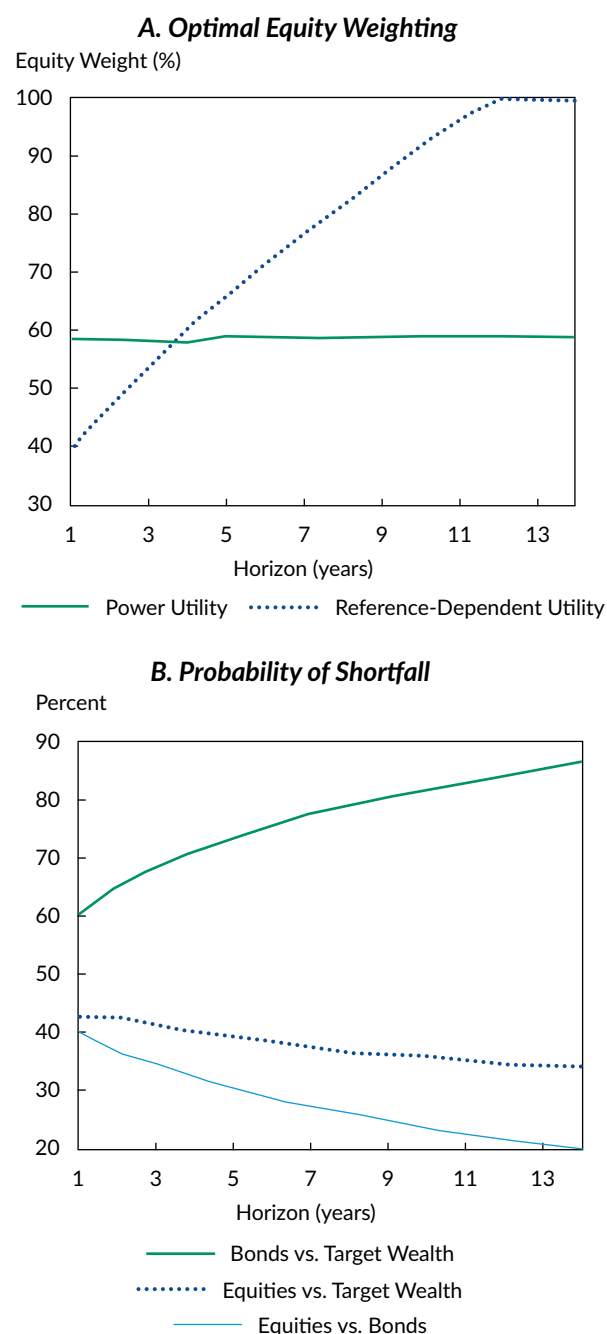 A. Optimal Equity Weighting
Equity Weight (%)
100
90
80
70
60
50
40
30
1 3 5 7 9 11 13
Horizon (years)
Power Utility Reference-Dependent Utility
B. Probability of Shortfall
Percent
90
80
70
60
50
40
30
20
1 3 5 7 9 11 13
Horizon (years)
Bonds vs. Target Wealth
Equities vs. Target Wealth
Equities vs. Bonds